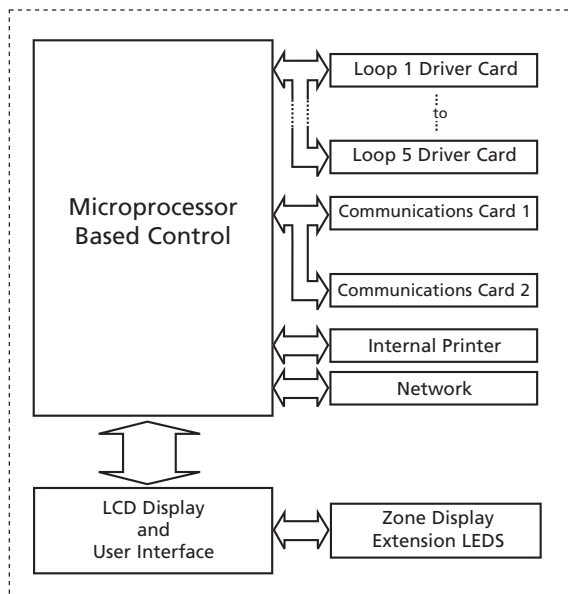 Microprocessor
Based Control
Loop 1 Driver Card
to
Loop 5 Driver Card
Communications Card 1
Communications Card 2
Internal Printer
Network
LCD Display
and
User Interface
Zone Display
Extension LEDS